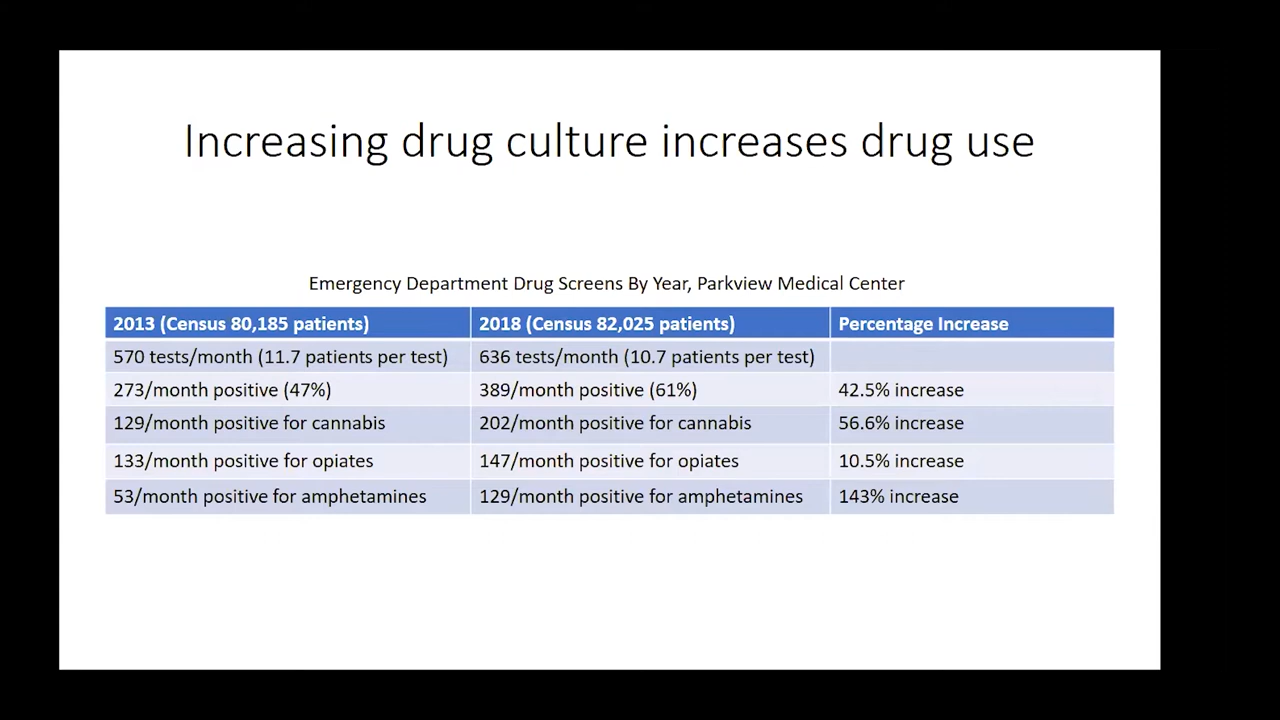 Increasing drug culture increases drug use
Emergency Department Drug Screens By Year, Parkview Medical Center
2013 (Census 80,185 patients) 2018 (Census 82,025 patients) Percentage Increase
570 tests/month (11.7 patients per test) 636 tests/month (10.7 patients per test)
273/month positive (47%) 389/month positive (61%) 42.5% increase
129/month positive for cannabis 202/month positive for cannabis 56.6% increase
133/month positive for opiates 147/month positive for opiates 10.5% increase
53/month positive for amphetamines 129/month positive for amphetamines 143% increase